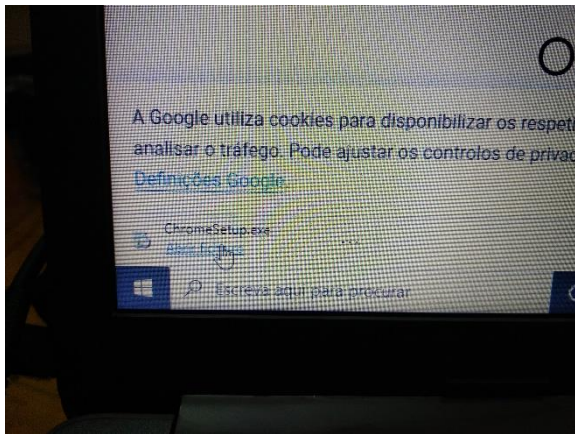 O
A Google utiliza cookies para disponibilizar os respeti
analisar o tráfego. Pode ajustar os controlos de privac
Definições Google.
ChromeSetup.exe
Abrir
Escreva aqui para procurar